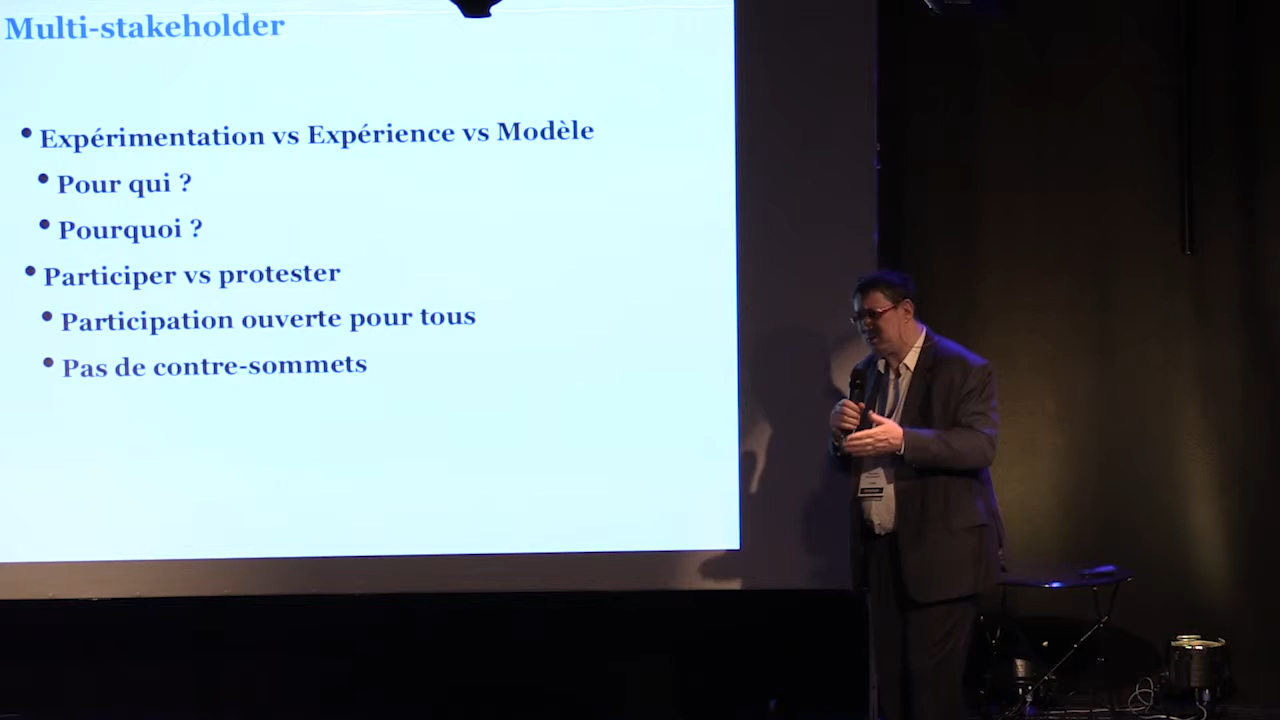 Multi-stakeholder
• Expérimentation vs Expérience vs Modèle
• Pour qui ?
• Pourquoi ?
• Participer vs protester
• Participation ouverte pour tous
• Pas de contre-sommets